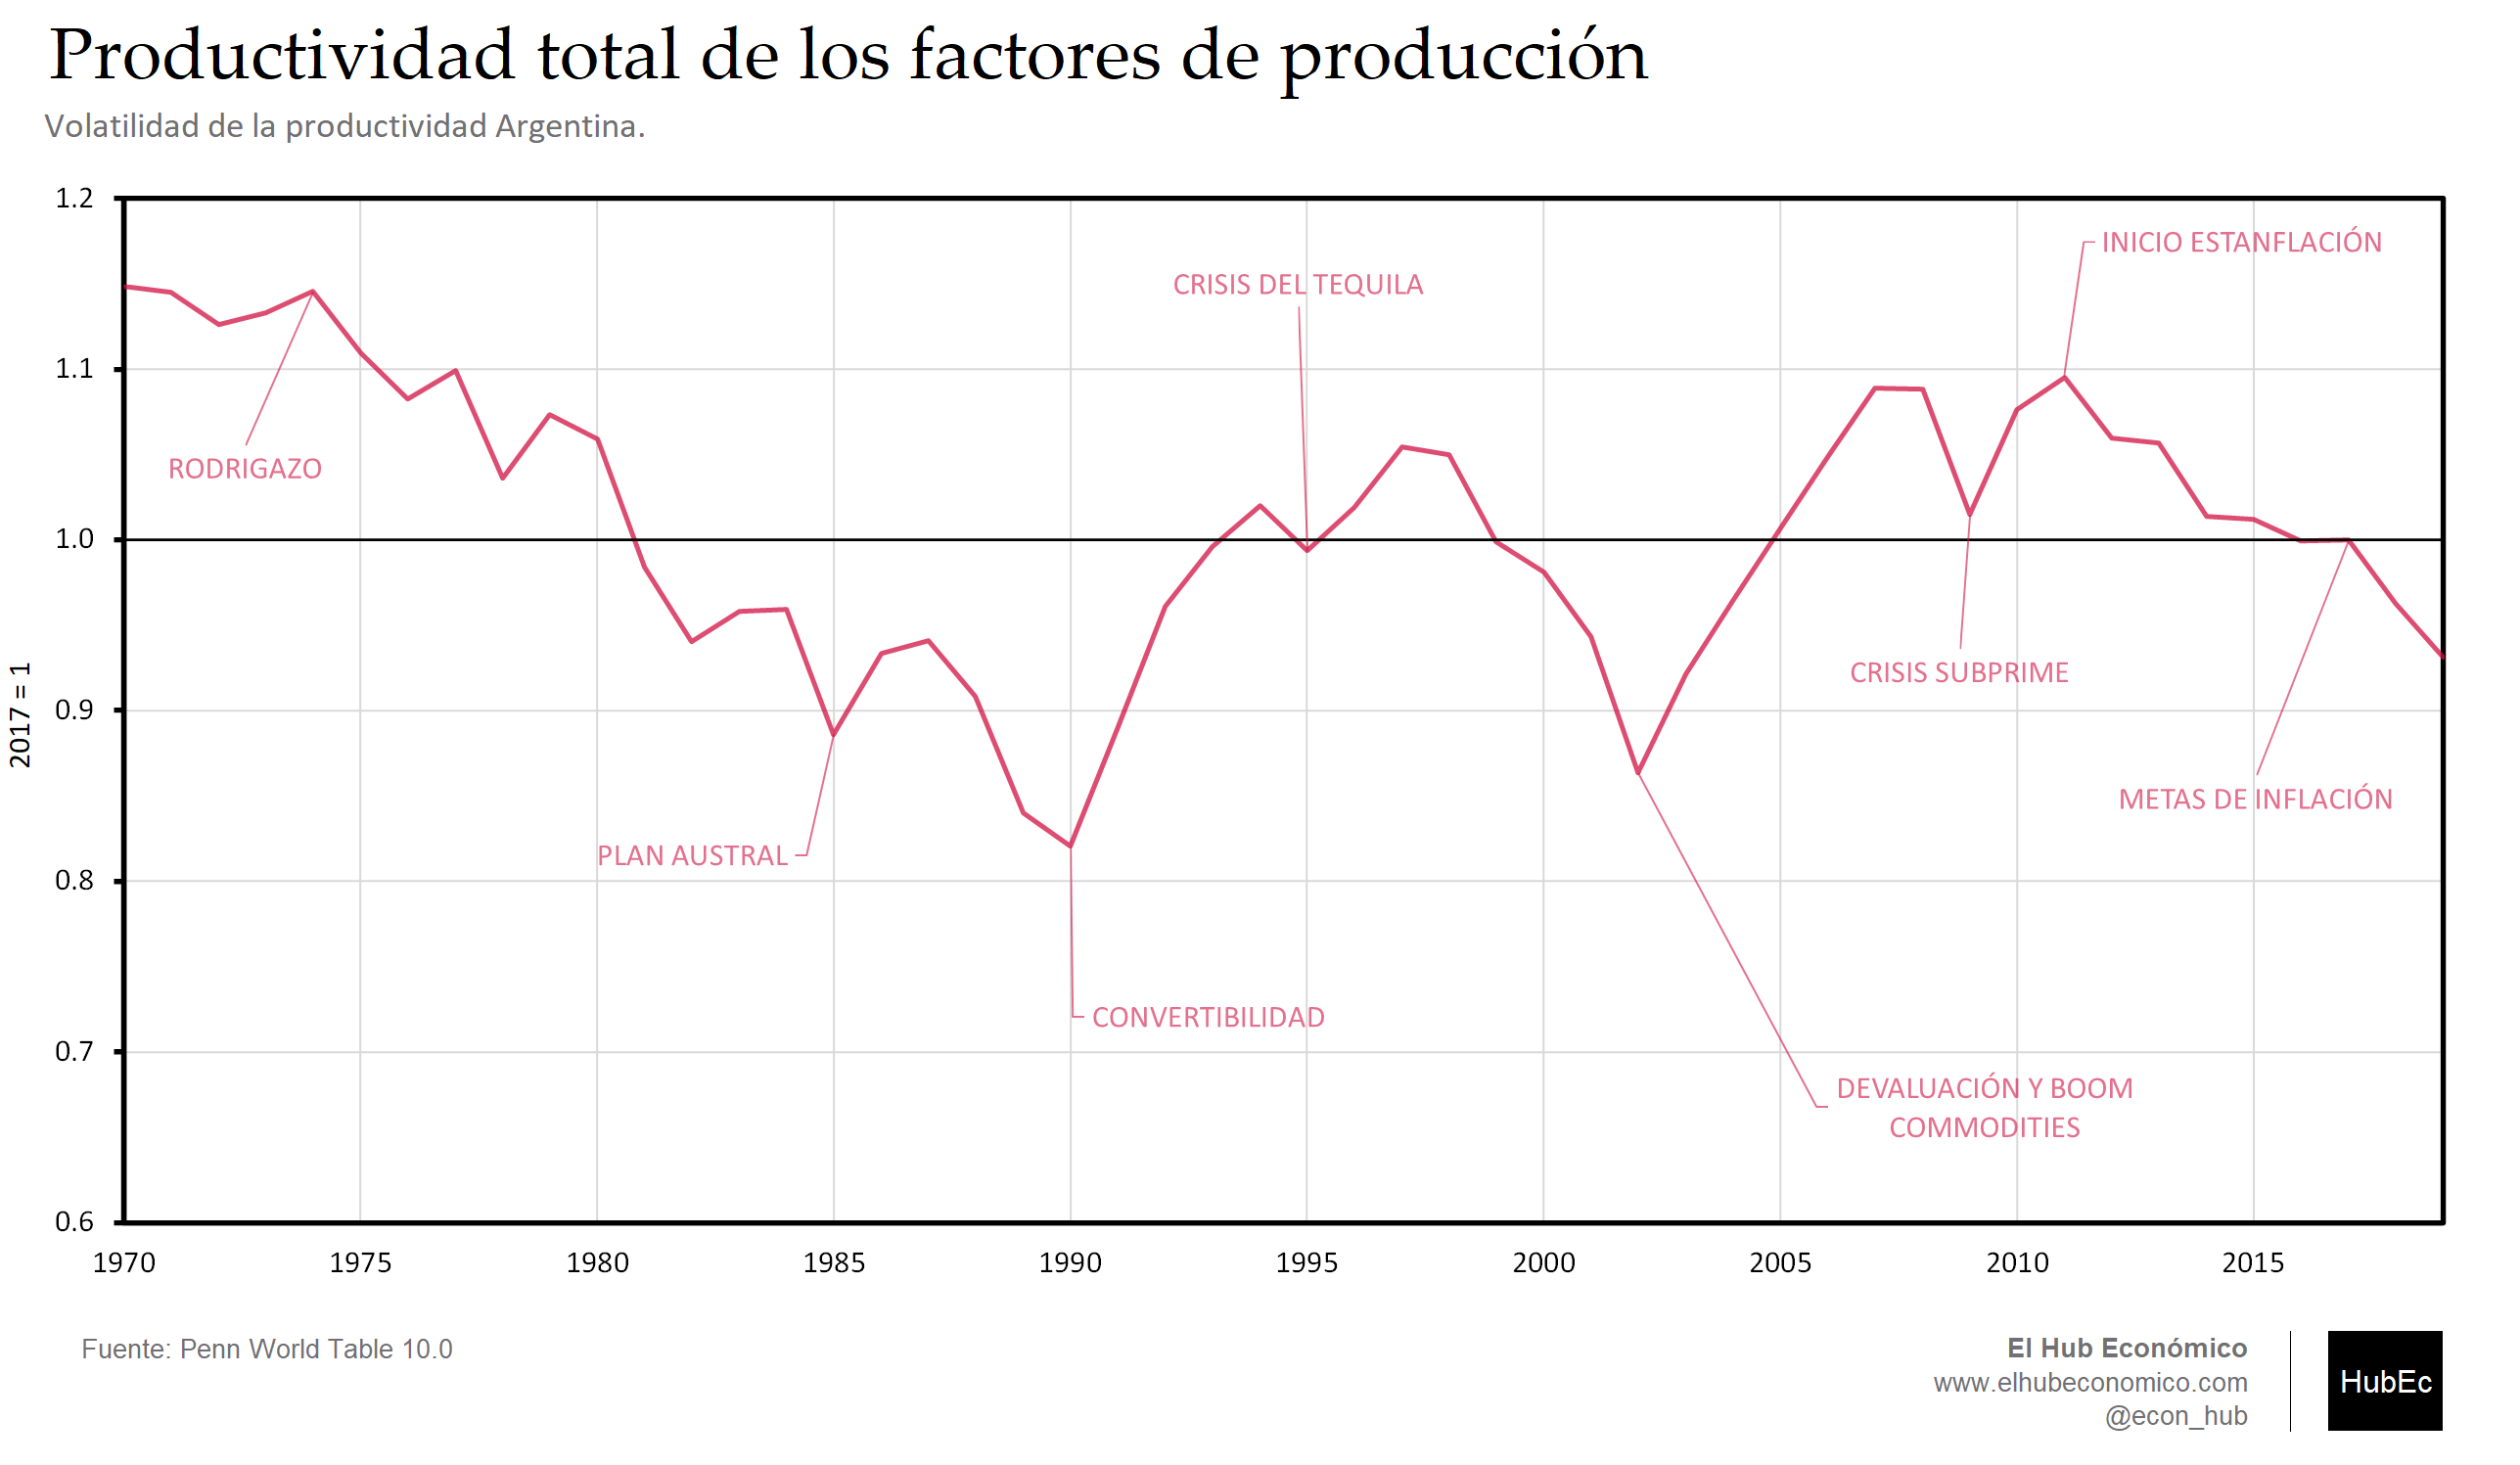 Productividad total de los factores de producción
Volatilidad de la productividad Argentina.
1.2
1.1
1.0
0.9
0.8
0.7
0.6
2017 = 1
INICIO ESTANFLACIÓN
CRISIS DEL TEQUILA
RODRIGAZO
CRISIS SUBPRIME
METAS DE INFLACIÓN
PLAN AUSTRAL
CONVERTIBILIDAD
DEVALUACIÓN Y BOOM
COMMODITIES
1970 1975 1980 1985 1990 1995 2000 2005 2010 2015
Fuente: Penn World Table 10.0
El Hub Económico
www.elhubeconomico.com
@econ_hub
HubEc